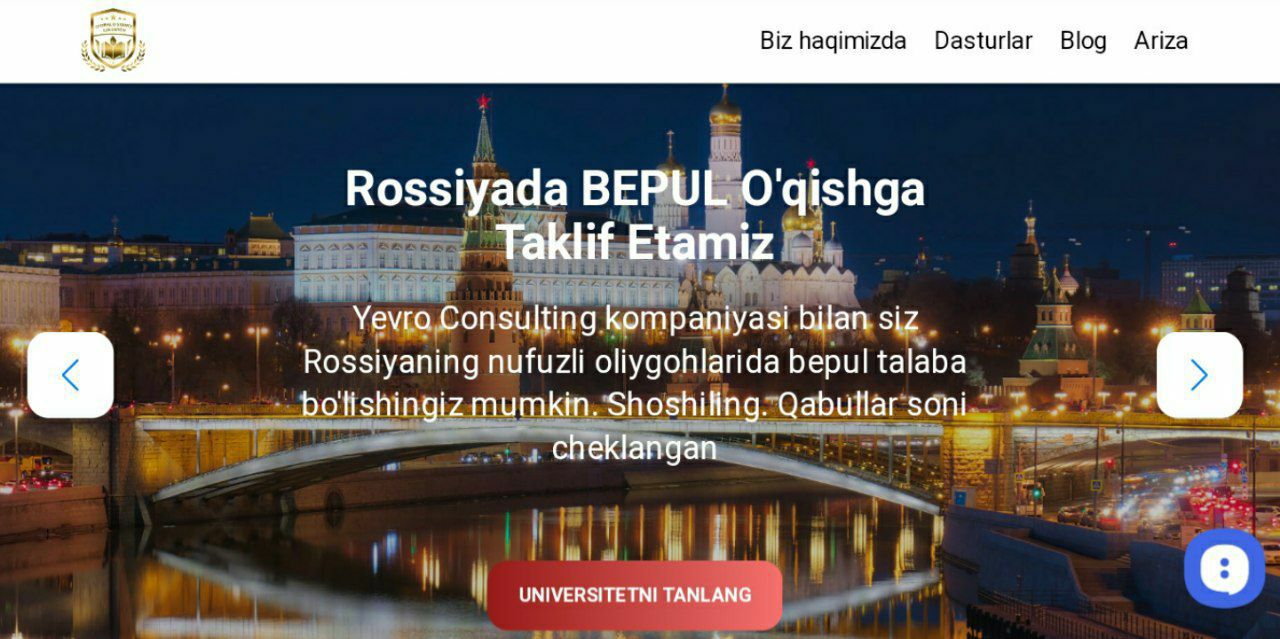 Biz haqimizda Dasturlar Blog Ariza
Rossiyada BEPUL O'qishga
Taklif Etamiz
Yevro Consulting kompaniyasi bilan siz
Rossiyaning nufuzli oliygohlarida bepul talaba
bo'lishingiz mumkin. Shoshiling. Qabullar soni
cheklangan
UNIVERSITETNI TANLANG